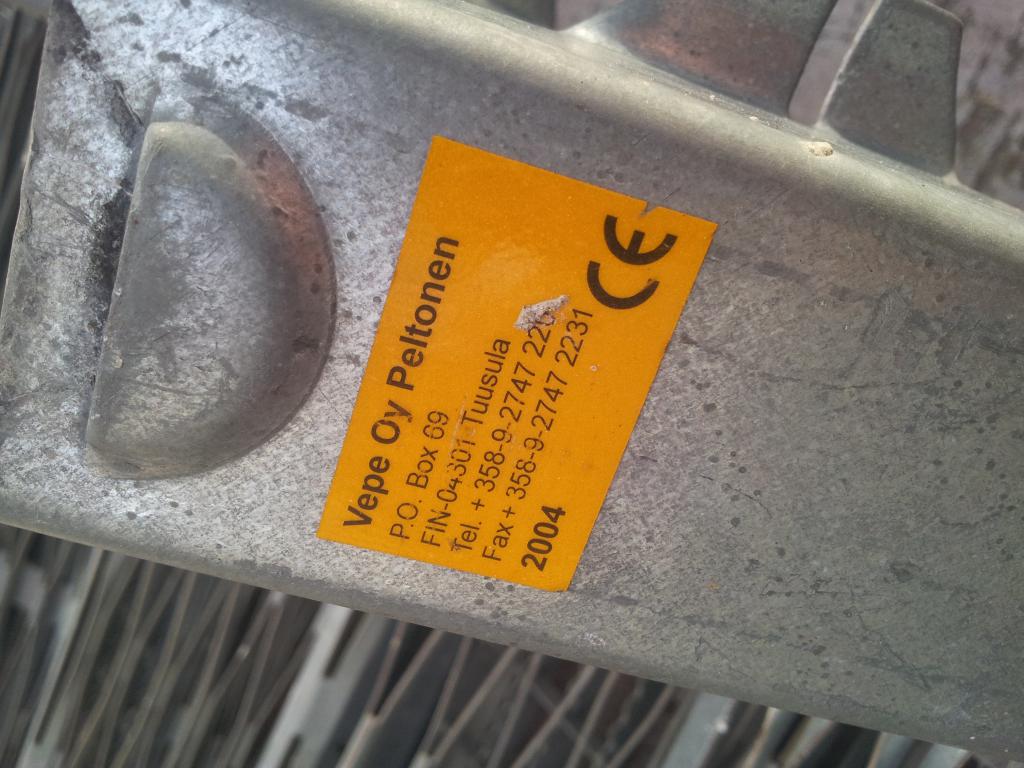 Vepe Oy Peltonen
P.O. Box 69
FIN-04301 Tuusula
Tel. + 358-9-2747
Fax + 358-9-2747 2231
2004
CE